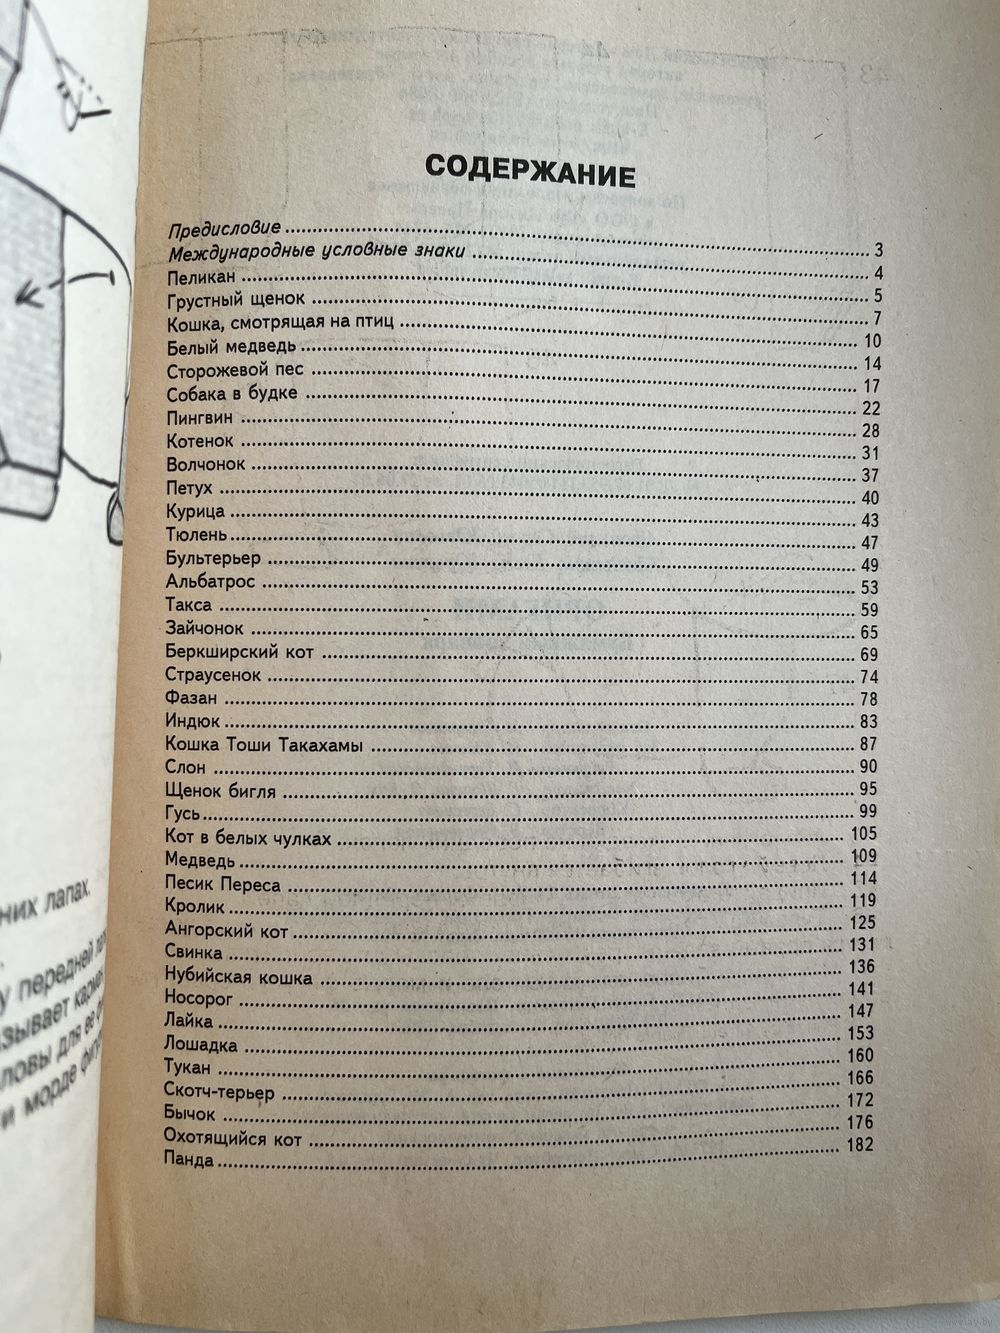 СОДЕРЖАНИЕ
Предисловие ... 3
Международные условные знаки ... 4
Пеликан ... 5
Грустный щенок ... 7
Кошка, смотрящая на птиц ... 10
Белый медведь ... 14
Сторожевой пес ... 17
Собака в будке ... 22
Пингвин ... 28
Котенок ... 31
Волчонок ... 37
Петух ... 40
Курица ... 43
Тюлень ... 47
Бультерьер ... 49
Альбатрос ... 53
Такса ... 59
Зайчонок ... 65
Беркширский кот ... 69
Страусенок ... 74
Фазан ... 78
Индюк ... 83
Кошка Тоши Такахамы ... 87
Слон ... 90
Щенок бигля ... 95
Гусь ... 99
Кот в белых чулках ... 105
Медведь ... 109
Песик Переса ... 114
Кролик ... 119
Ангорский кот ... 125
Свинка ... 131
Нубийская кошка ... 136
Носорог ... 141
Лайка ... 147
Лошадка ... 153
Тукан ... 160
Скотч-терьер ... 166
Бычок ... 172
Охотящийся кот ... 176
Панда ... 182
лапах.
передней
и морде